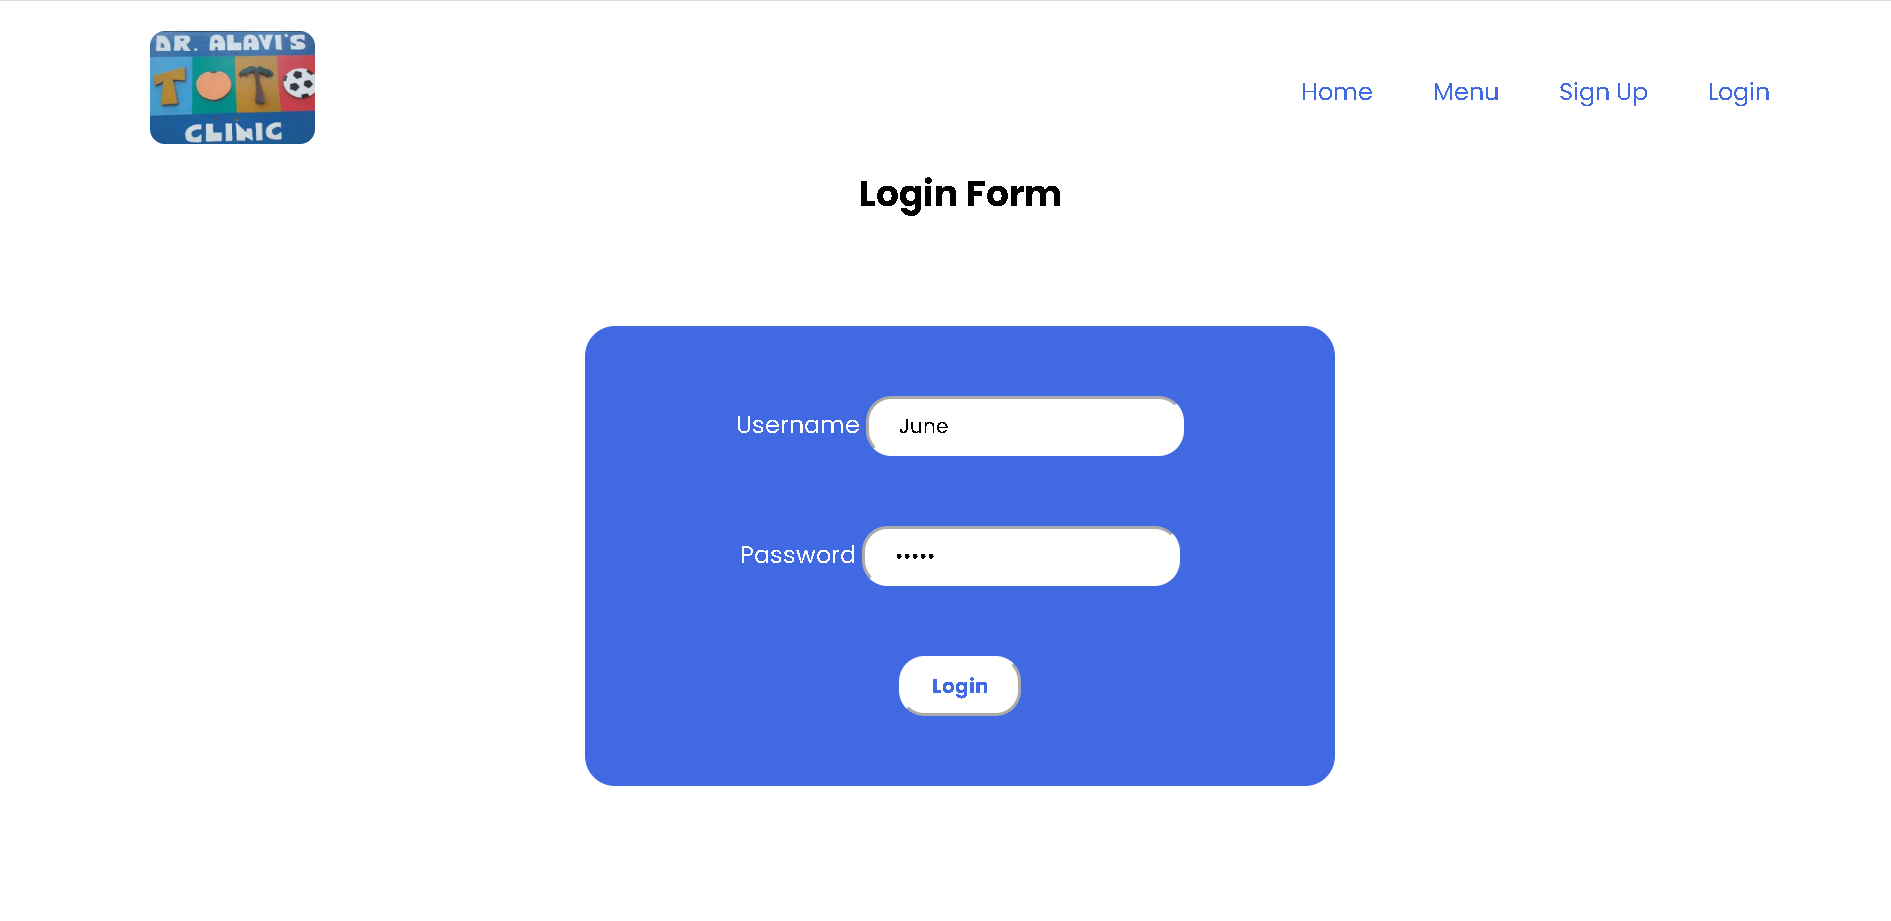 DR. ALAVI'S
TOTO
CLINIC
Home Menu Sign Up Login
Login Form
Username June
Password •••••
Login